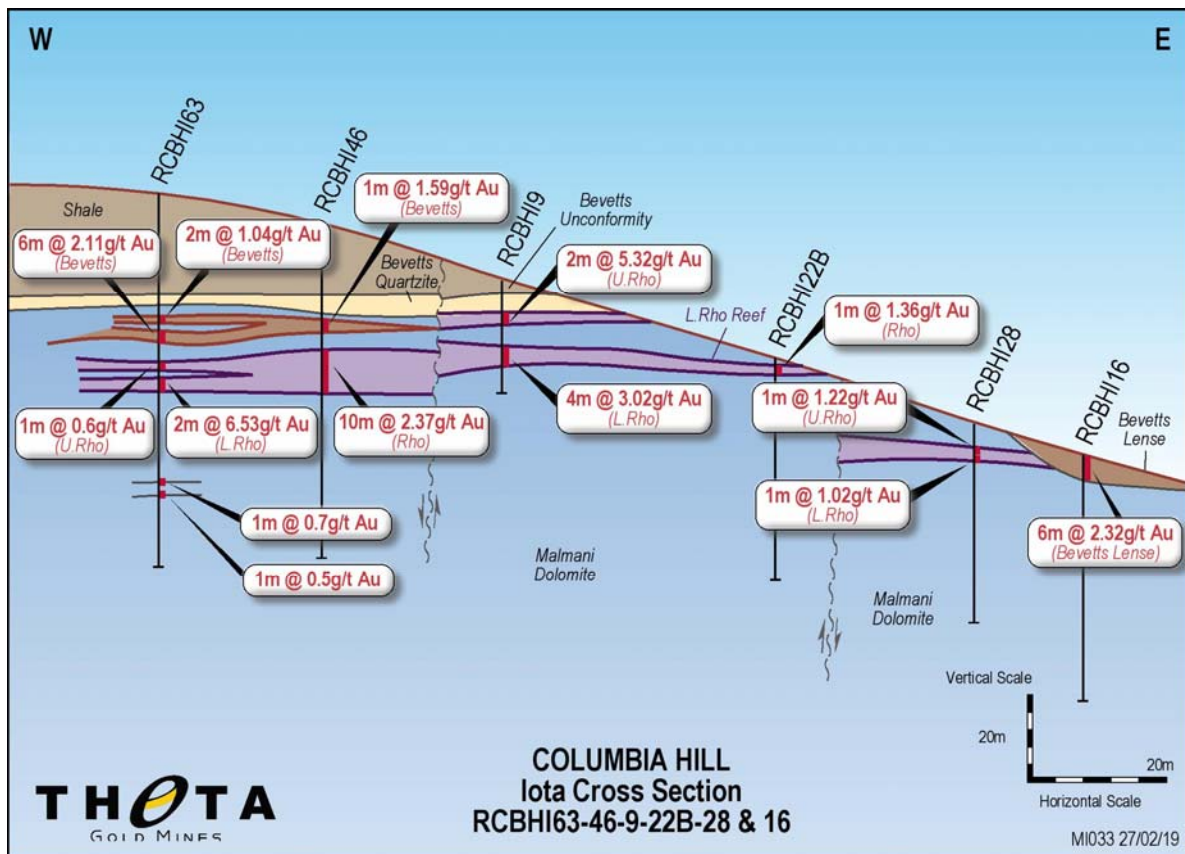 W
E
RCBHI63
RCBHI46
RCBHI9
RCBHI22B
RCBHI28
RCBHI16
1m @ 1.59g/t Au
(Bevetts)
Bevetts
Unconformity
Shale
6m @ 2.11g/t Au
(Bevetts)
2m @ 1.04g/t Au
(Bevetts)
Bevetts
Quartzite
2m @ 5.32g/t Au
(U.Rho)
L.Rho Reef
1m @ 1.36g/t Au
(Rho)
1m @ 0.6g/t Au
(U.Rho)
2m @ 6.53g/t Au
(L.Rho)
10m @ 2.37g/t Au
(Rho)
4m @ 3.02g/t Au
(L.Rho)
1m @ 1.22g/t Au
(U.Rho)
Bevetts
Lense
1m @ 1.02g/t Au
(L.Rho)
1m @ 0.7g/t Au
6m @ 2.32g/t Au
(Bevetts Lense)
1m @ 0.5g/t Au
Malmani
Dolomite
Malmani
Dolomite
Vertical Scale
20m
20m
Horizontal Scale
THETA
GOLD MINES
COLUMBIA HILL
Iota Cross Section
RCBHI63-46-9-22B-28 & 16
MI033 27/02/19